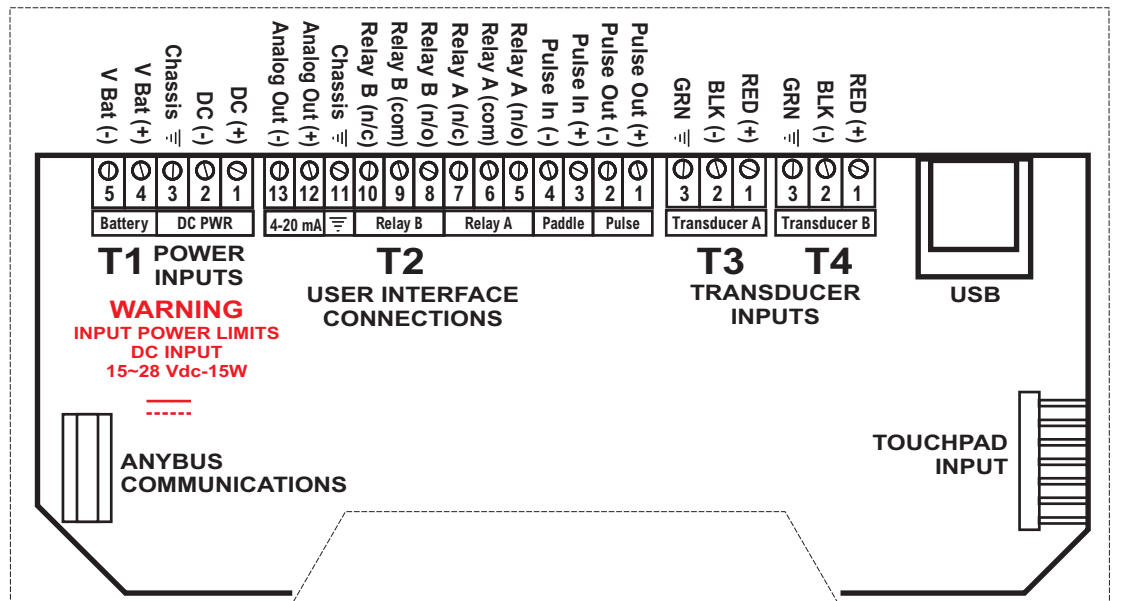 V Bat (-)
V Bat (+)
Chassis
DC (-)
DC (+)
Analog Out (-)
Analog Out (+)
Chassis
Relay B (n/c)
Relay B (com)
Relay B (n/o)
Relay A (n/c)
Relay A (com)
Relay A (n/o)
Pulse In (-)
Pulse In (+)
Pulse Out (-)
Pulse Out (+)
GRN
BLK (-)
RED (+)
GRN
BLK (-)
RED (+)
5 4 3 2 1
13 12 11 10 9 8 7 6 5 4 3 2 1
3 2 1
3 2 1
Battery DC PWR
4-20 mA Relay B Relay A Paddle Pulse
Transducer A
Transducer B
T1 POWER
INPUTS
WARNING
INPUT POWER LIMITS
DC INPUT
15~28 Vdc-15W
T2
USER INTERFACE
CONNECTIONS
T3 T4
TRANSDUCER
INPUTS
USB
ANYBUS
COMMUNICATIONS
TOUCHPAD
INPUT